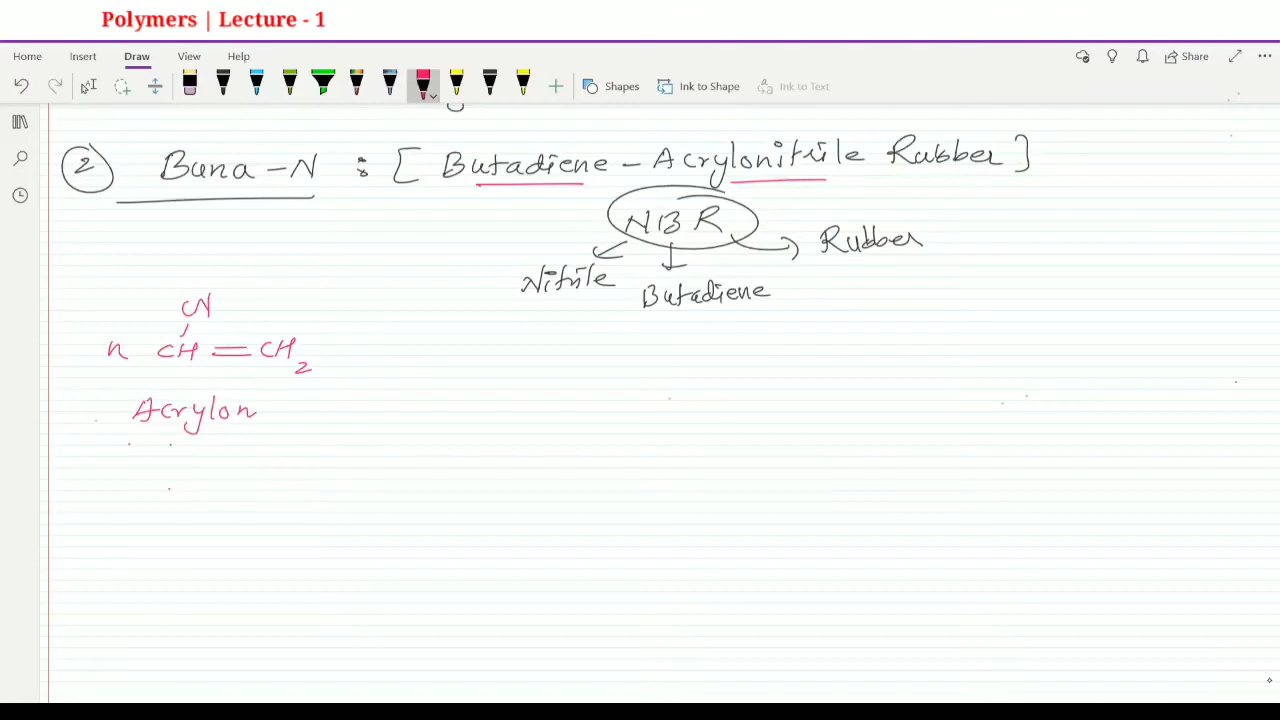 Polymers | Lecture - 1
Home Insert Draw View Help
Share
Shapes Ink to Shape Ink to Text
② Buna-N : [Butadiene-Acrylonitrile Rubber]
NBR
Rubber
Nitrile
Butadiene
CN
n CH=CH2
Acrylon